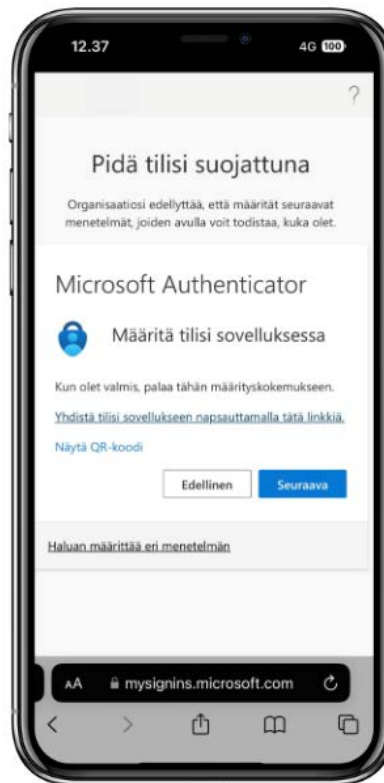 12.37
4G 100
?
Pidä tilisi suojattuna
Organisaatiosi edellyttää, että määrität seuraavat
menetelmät, joiden avulla voit todistaa, kuka olet.
Microsoft Authenticator
Määritä tilisi sovelluksessa
Kun olet valmis, palaa tähän määrityskokemukseen.
Yhdistä tilisi sovellukseen napsauttamalla tätä linkkiä.
Näytä QR-koodi
Edellinen
Seuraava
Haluan määrittää eri menetelmän
AA
mysignins.microsoft.com